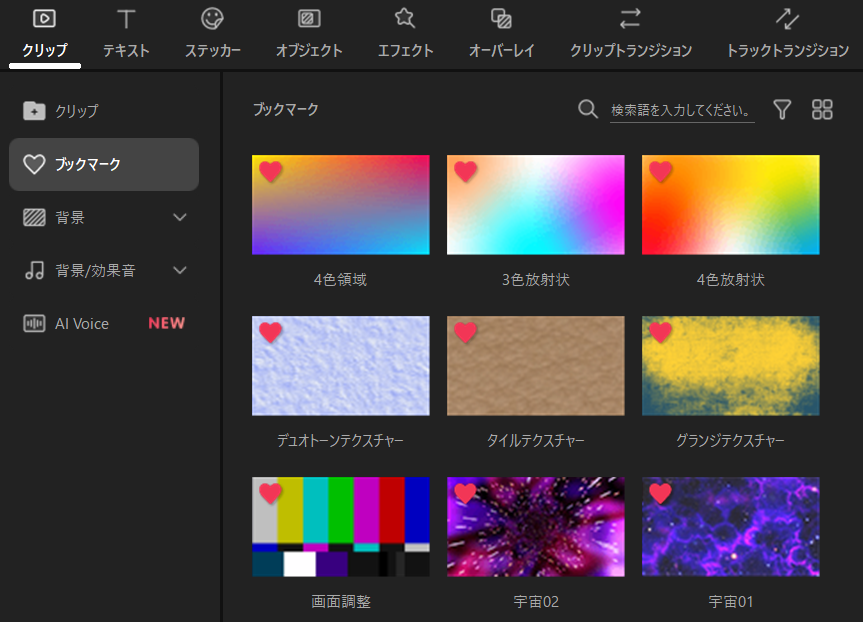 クリップ
テキスト
ステッカー
オブジェクト
エフェクト
オーバーレイ
クリップトランジション
トラックトランジション
クリップ
ブックマーク
背景
背景/効果音
AI Voice NEW
ブックマーク
検索語を入力してください。
4色領域
3色放射状
4色放射状
デュオトーンテクスチャー
タイルテクスチャー
グランジテクスチャー
画面調整
宇宙02
宇宙01